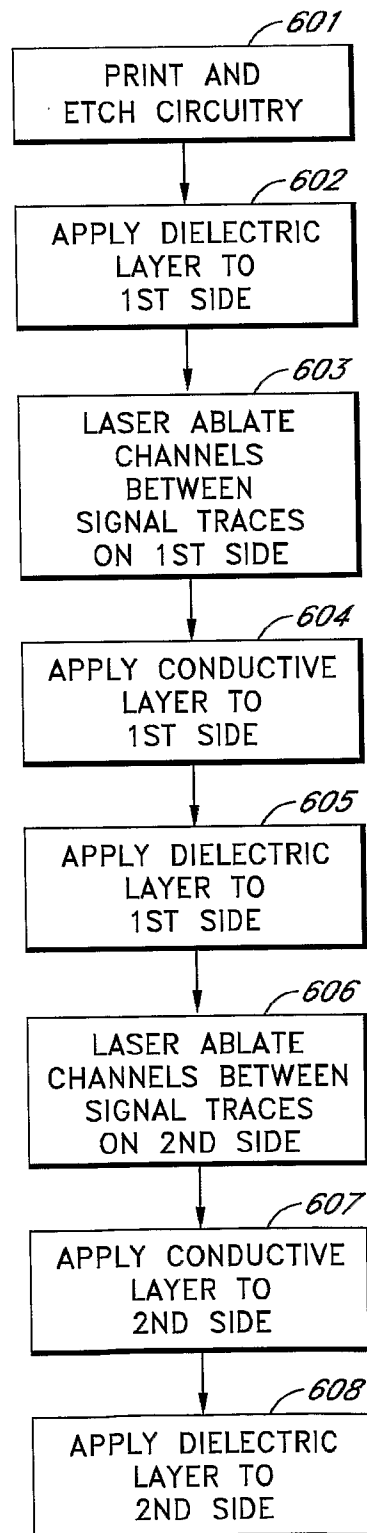 601
PRINT AND
ETCH CIRCUITRY
602
APPLY DIELECTRIC
LAYER TO
1ST SIDE
603
LASER ABLATE
CHANNELS
BETWEEN
SIGNAL TRACES
ON 1ST SIDE
604
APPLY CONDUCTIVE
LAYER TO
1ST SIDE
605
APPLY DIELECTRIC
LAYER TO
1ST SIDE
606
LASER ABLATE
CHANNELS BETWEEN
SIGNAL TRACES
ON 2ND SIDE
607
APPLY CONDUCTIVE
LAYER TO
2ND SIDE
608
APPLY DIELECTRIC
LAYER TO
2ND SIDE